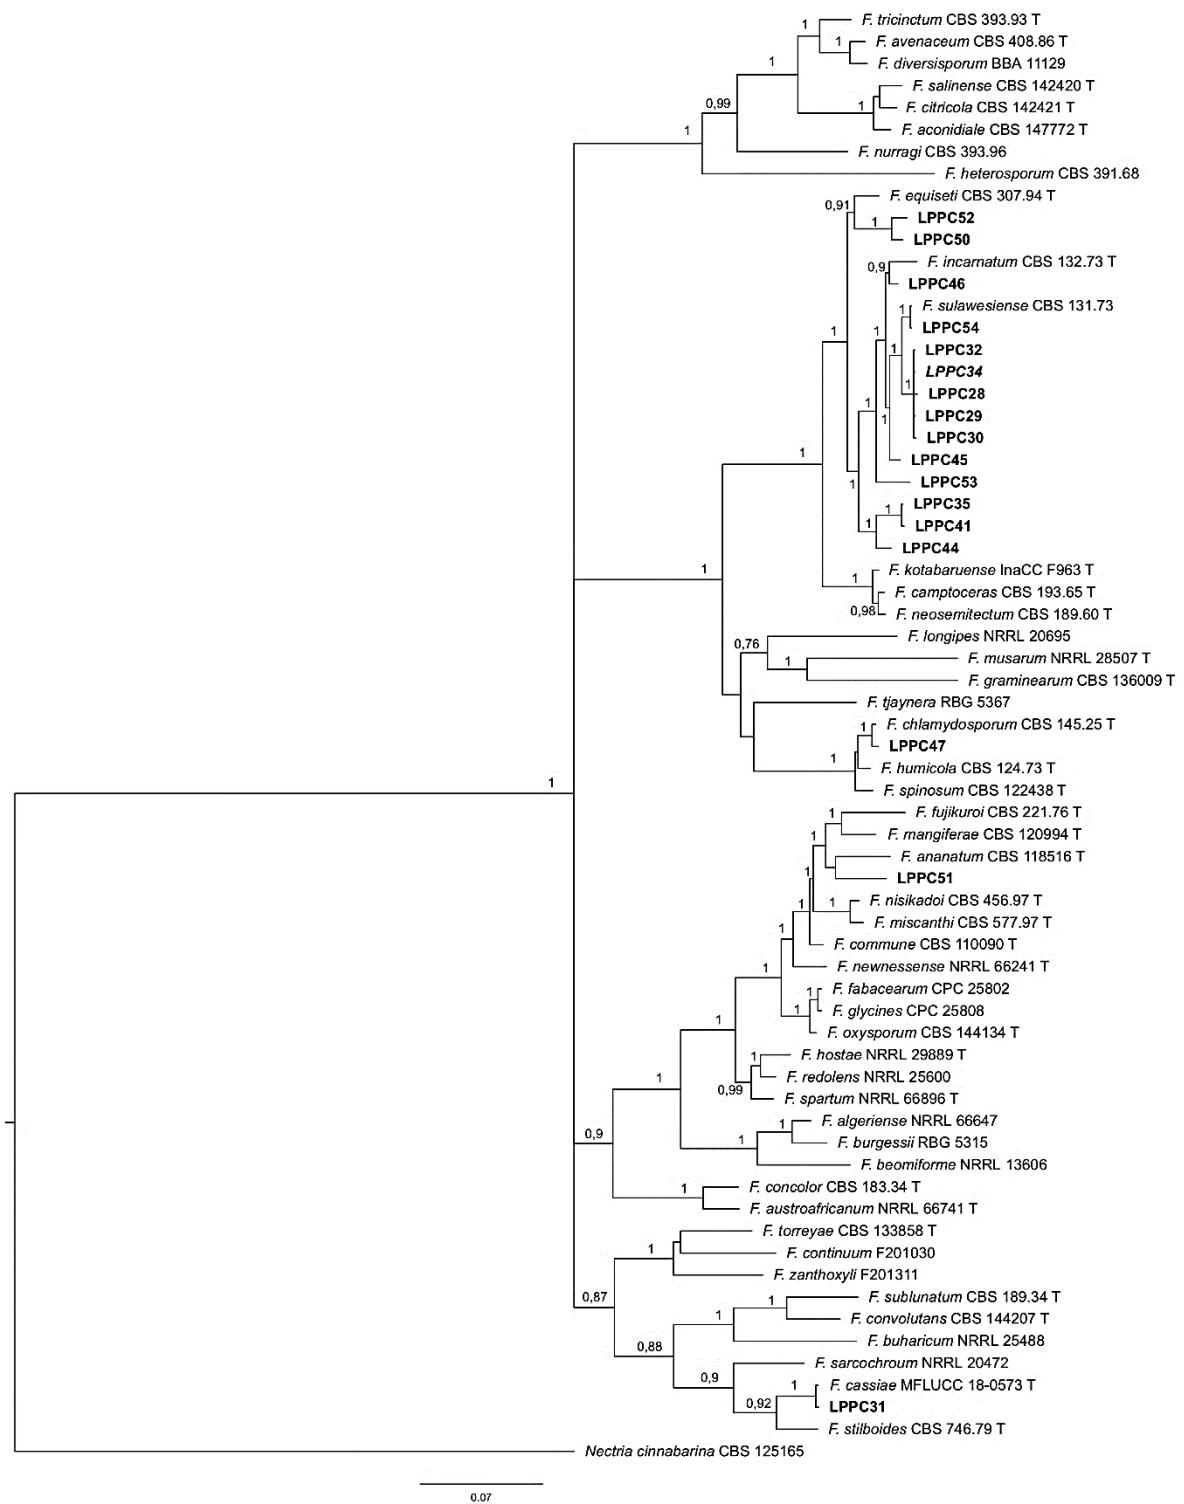 1
F. tricinctum CBS 393.93 T
1
F. avenaceum CBS 408.86 T
F. diversisporum BBA 11129
1
F. salinense CBS 142420 T
0,99
1
F. citricola CBS 142421 T
F. aconidiale CBS 147772 T
1
F. nurragi CBS 393.96
F. heterosporum CBS 391.68
F. equiseti CBS 307.94 T
0,91
1
LPPC52
LPPC50
F. incarnatum CBS 132.73 T
0,9
LPPC46
F. sulawesiense CBS 131.73
1
LPPC54
1
1
1
LPPC32
LPPC34
1
LPPC28
1
1
LPPC29
LPPC30
1
LPPC45
1
LPPC53
1
LPPC35
1
LPPC41
LPPC44
1
F. kotabaruense InaCC F963 T
1
F. camptoceras CBS 193.65 T
0,98
F. neosemitectum CBS 189.60 T
F. longipes NRRL 20695
0,76
1
F. musarum NRRL 28507 T
F. graminearum CBS 136009 T
F. tjaynera RBG 5367
1
F. chlamydosporum CBS 145.25 T
LPPC47
1
F. humicola CBS 124.73 T
1
F. spinosum CBS 122438 T
1
F. fujikuroi CBS 221.76 T
1
F. mangiferae CBS 120994 T
F. ananatum CBS 118516 T
1
LPPC51
1
1
F. nisikadoi CBS 456.97 T
F. miscanthi CBS 577.97 T
1
F. commune CBS 110090 T
1
F. newnessense NRRL 66241 T
1
F. fabacearum CPC 25802
1
F. glycines CPC 25808
1
F. oxysporum CBS 144134 T
1
F. hostae NRRL 29889 T
1
F. redolens NRRL 25600
0,99
F. spartum NRRL 66896 T
1
F. algeriense NRRL 66647
0,9
1
F. burgessii RBG 5315
F. beomiforme NRRL 13606
1
F. concolor CBS 183.34 T
F. austroafricanum NRRL 66741 T
F. torreyae CBS 133858 T
1
F. continuum F201030
F. zanthoxyli F201311
0,87
1
F. sublunatum CBS 189.34 T
1
F. convolutans CBS 144207 T
F. buharicum NRRL 25488
0,88
F. sarcochroum NRRL 20472
0,9
1
F. cassiae MFLUCC 18-0573 T
0,92
LPPC31
F. stilboides CBS 746.79 T
Nectria cinnabarina CBS 125165
0.07